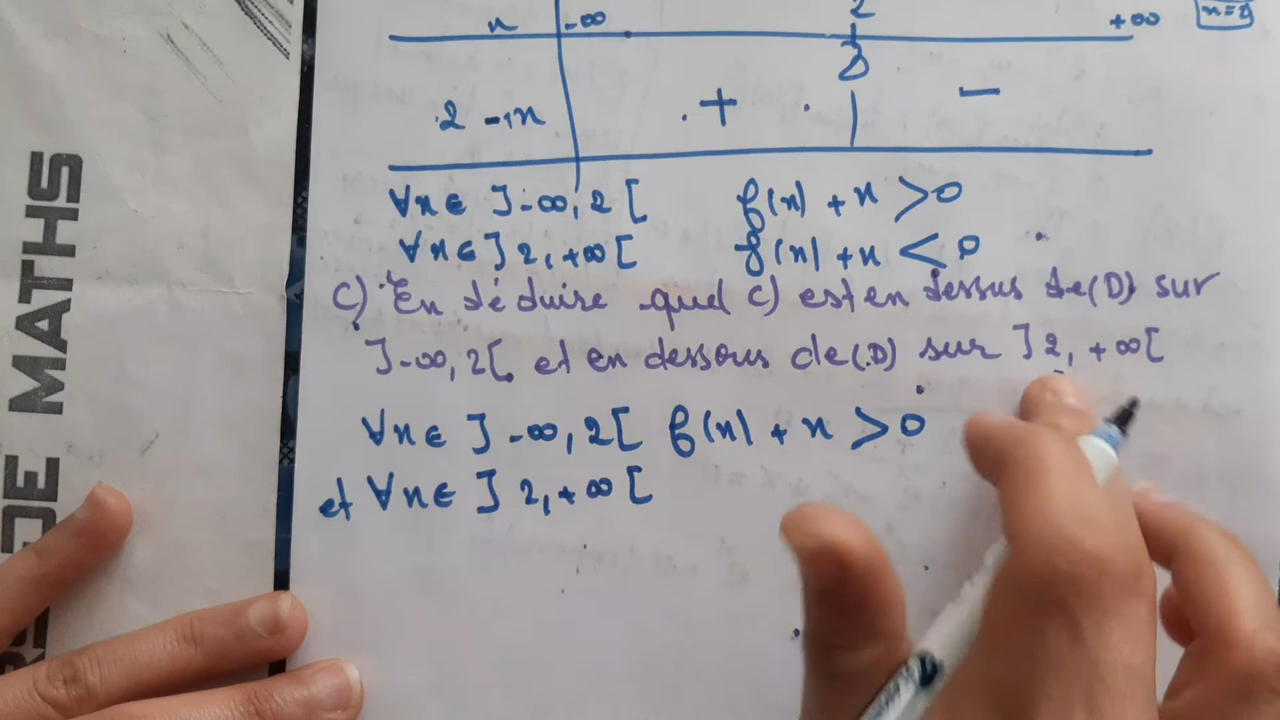 x -∞ 2 +∞
x=2
2 - x + 0 -
∀x ∈ ]-∞, 2[ f(x) + x > 0
∀x ∈ ]2, +∞[ f(x) + x < 0
C) En déduire que (C) est en dessus de (D) sur
]-∞, 2[ et en dessous de (D) sur ]2, +∞[
∀x ∈ ]-∞, 2[ f(x) + x > 0
et ∀x ∈ ]2, +∞[
DE MATHS